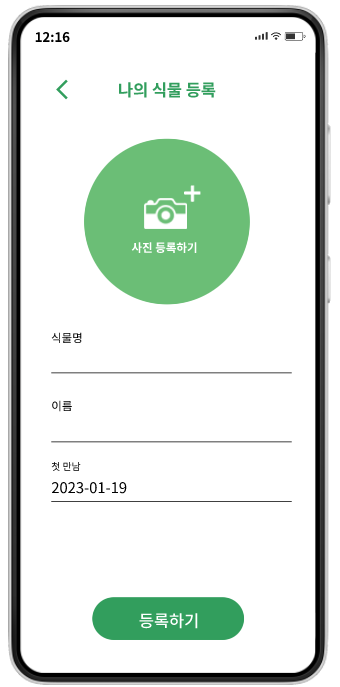 12:16
나의 식물 등록
사진 등록하기
식물명
이름
첫 만남
2023-01-19
등록하기